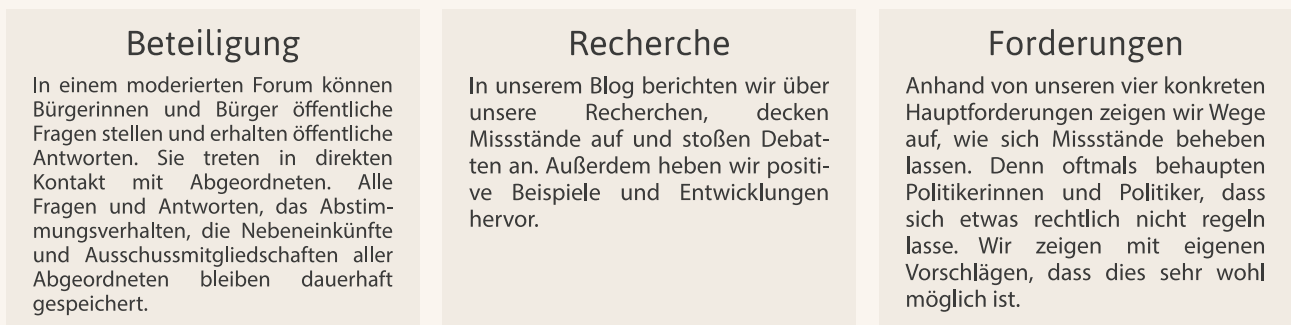 Beteiligung
In einem moderierten Forum können
Bürgerinnen und Bürger öffentliche
Fragen stellen und erhalten öffentliche
Antworten. Sie treten in direkten
Kontakt mit Abgeordneten. Alle
Fragen und Antworten, das Abstim-
mungsverhalten, die Nebeneinkünfte
und Ausschussmitgliedschaften aller
Abgeordneten bleiben dauerhaft
gespeichert.
Recherche
In unserem Blog berichten wir über
unsere Recherchen, decken
Missstände auf und stoßen Debat-
ten an. Außerdem heben wir positi-
ve Beispiele und Entwicklungen
hervor.
Forderungen
Anhand von unseren vier konkreten
Hauptforderungen zeigen wir Wege
auf, wie sich Missstände beheben
lassen. Denn oftmals behaupten
Politikerinnen und Politiker, dass
sich etwas rechtlich nicht regeln
lasse. Wir zeigen mit eigenen
Vorschlägen, dass dies sehr wohl
möglich ist.